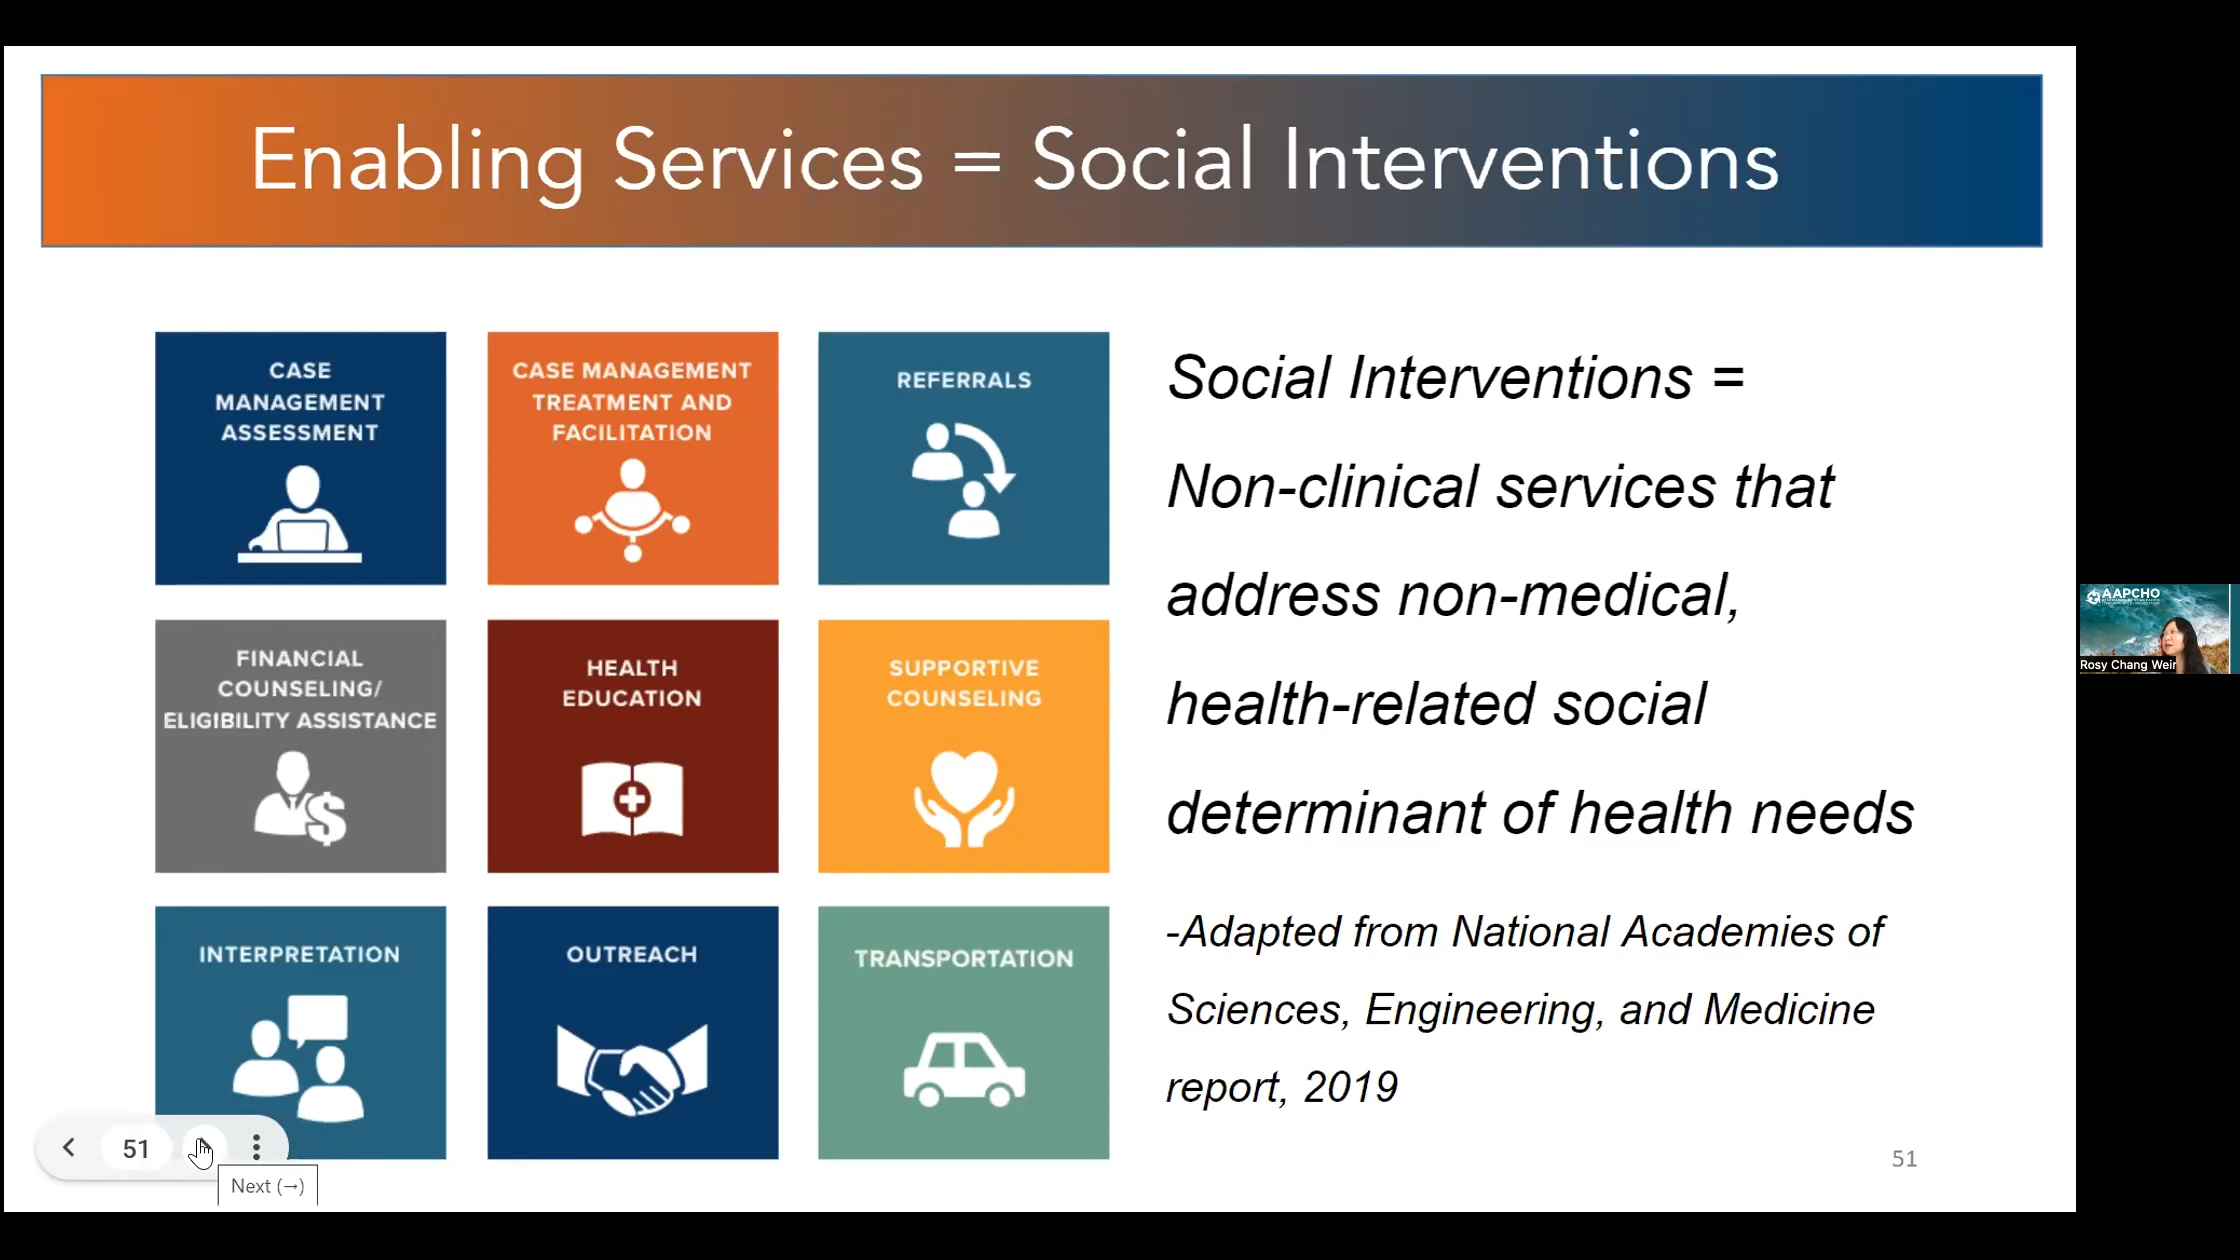 Enabling Services = Social Interventions
CASE
MANAGEMENT
ASSESSMENT
CASE MANAGEMENT
TREATMENT AND
FACILITATION
REFERRALS
FINANCIAL
COUNSELING/
ELIGIBILITY ASSISTANCE
HEALTH
EDUCATION
SUPPORTIVE
COUNSELING
INTERPRETATION
OUTREACH
TRANSPORTATION
Social Interventions =
Non-clinical services that
address non-medical,
health-related social
determinant of health needs
-Adapted from National Academies of
Sciences, Engineering, and Medicine
report, 2019
51
51
Next (→)
AAPCHO
Rosy Chang Weir